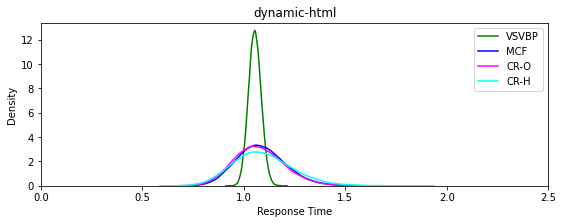 dynamic-html
Density
12
10
8
6
4
2
0
0.0 0.5 1.0 1.5 2.0 2.5
Response Time
VSVBP
MCF
CR-O
CR-H